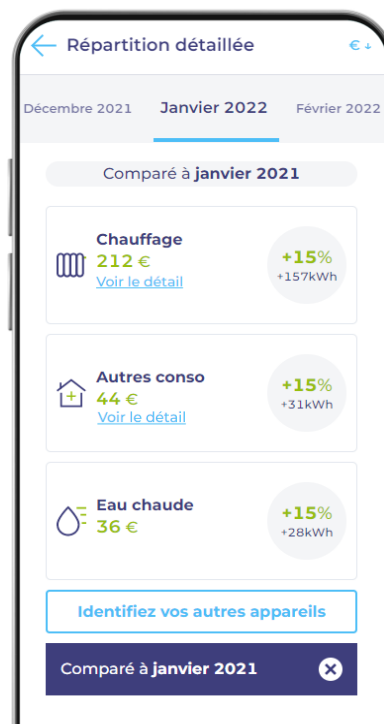 Répartition détaillée € ↓
Décembre 2021 Janvier 2022 Février 2022
Comparé à janvier 2021
Chauffage
212 €
Voir le détail
+15%
+157kWh
Autres conso
44 €
Voir le détail
+15%
+31kWh
Eau chaude
36 €
+15%
+28kWh
Identifiez vos autres appareils
Comparé à janvier 2021